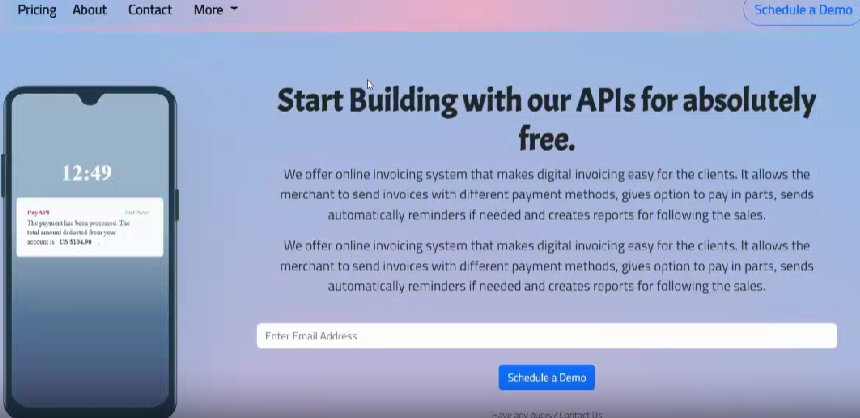 Pricing About Contact More
Schedule a Demo
Start Building with our APIs for absolutely
free.
We offer online invoicing system that makes digital invoicing easy for the clients. It allows the
merchant to send invoices with different payment methods, gives option to pay in parts, sends
automatically reminders if needed and creates reports for following the sales.
We offer online invoicing system that makes digital invoicing easy for the clients. It allows the
merchant to send invoices with different payment methods, gives option to pay in parts, sends
automatically reminders if needed and creates reports for following the sales.
Enter Email Address
Schedule a Demo
Have any query? Contact Us
12:49
Pay API
The payment has been processed. The
total amount deducted from your
account is US $104.90 .